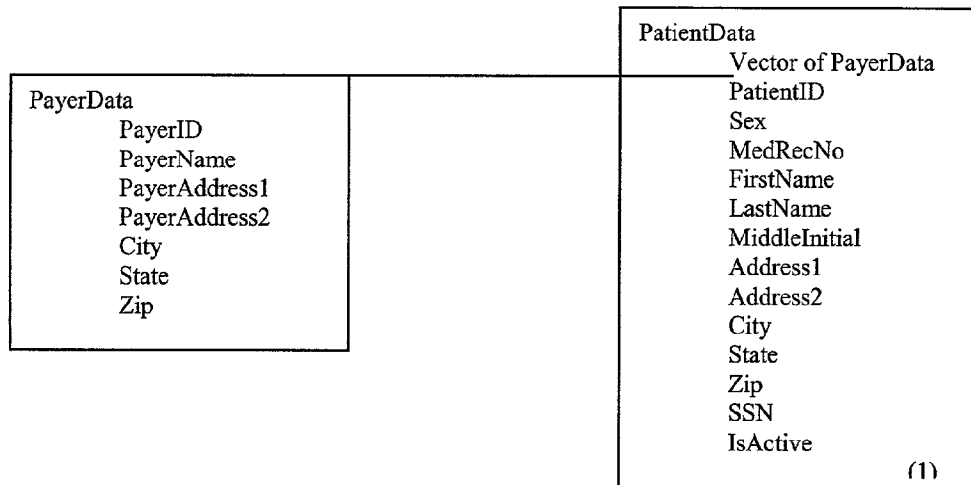 PayerData
PayerID
PayerName
PayerAddress1
PayerAddress2
City
State
Zip
PatientData
Vector of PayerData
PatientID
Sex
MedRecNo
FirstName
LastName
MiddleInitial
Address1
Address2
City
State
Zip
SSN
IsActive
(1)